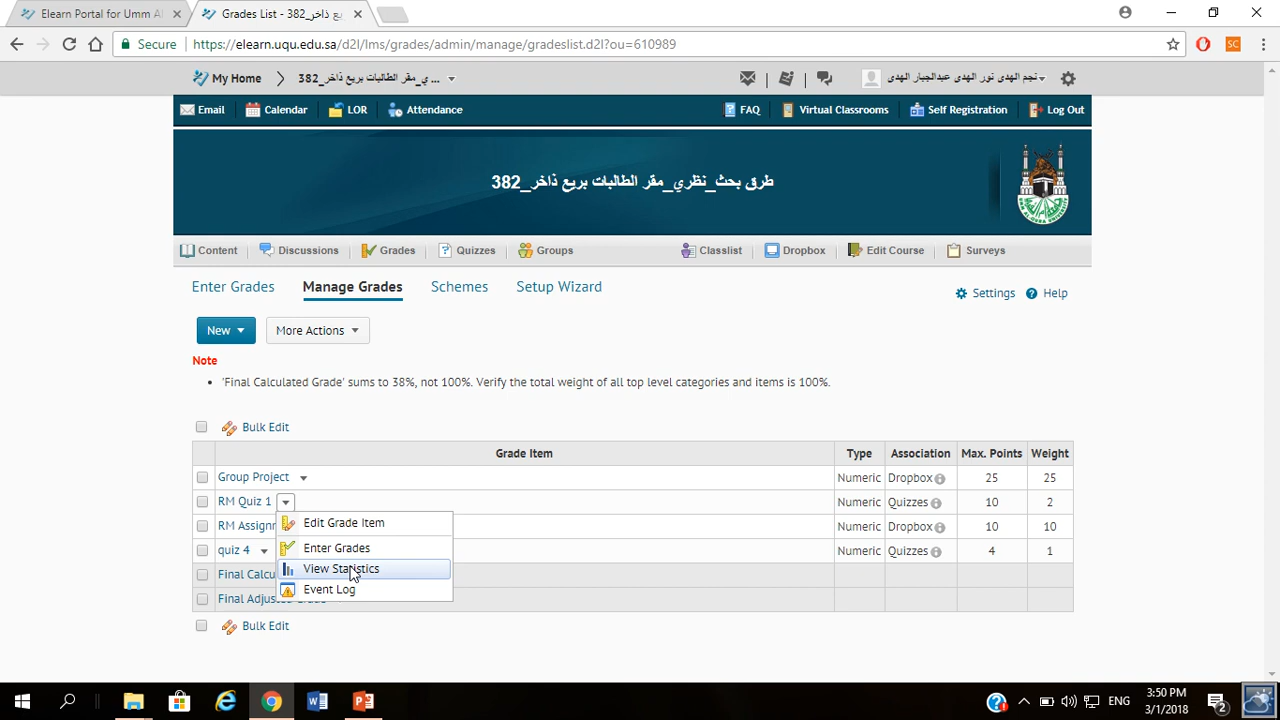 Elearn Portal for Umm Al
Grades List - 382_بريع ذاخر
Secure
https://elearn.uqu.edu.sa/d2l/lms/grades/admin/manage/gradeslist.d2l?ou=610989
SC
My Home
... ي_مقر الطالبات بريع ذاخر_382
نجم الهدى نور الهدى عبدالجبار الهدى
Email
Calendar
LOR
Attendance
FAQ
Virtual Classrooms
Self Registration
Log Out
طرق بحث_نظري_مقر الطالبات بريع ذاخر_382
Content
Discussions
Grades
Quizzes
Groups
Classlist
Dropbox
Edit Course
Surveys
Enter Grades
Manage Grades
Schemes
Setup Wizard
Settings
Help
New
More Actions
Note
'Final Calculated Grade' sums to 38%, not 100%. Verify the total weight of all top level categories and items is 100%.
Bulk Edit
Grade Item Type Association Max. Points Weight
Group Project Numeric Dropbox 25 25
RM Quiz 1 Numeric Quizzes 10 2
RM Assignm Numeric Dropbox 10 10
quiz 4 Numeric Quizzes 4 1
Final Calcu
Final Adjusted Grade
Edit Grade Item
Enter Grades
View Statistics
Event Log
Bulk Edit
ENG
3:50 PM
3/1/2018
2